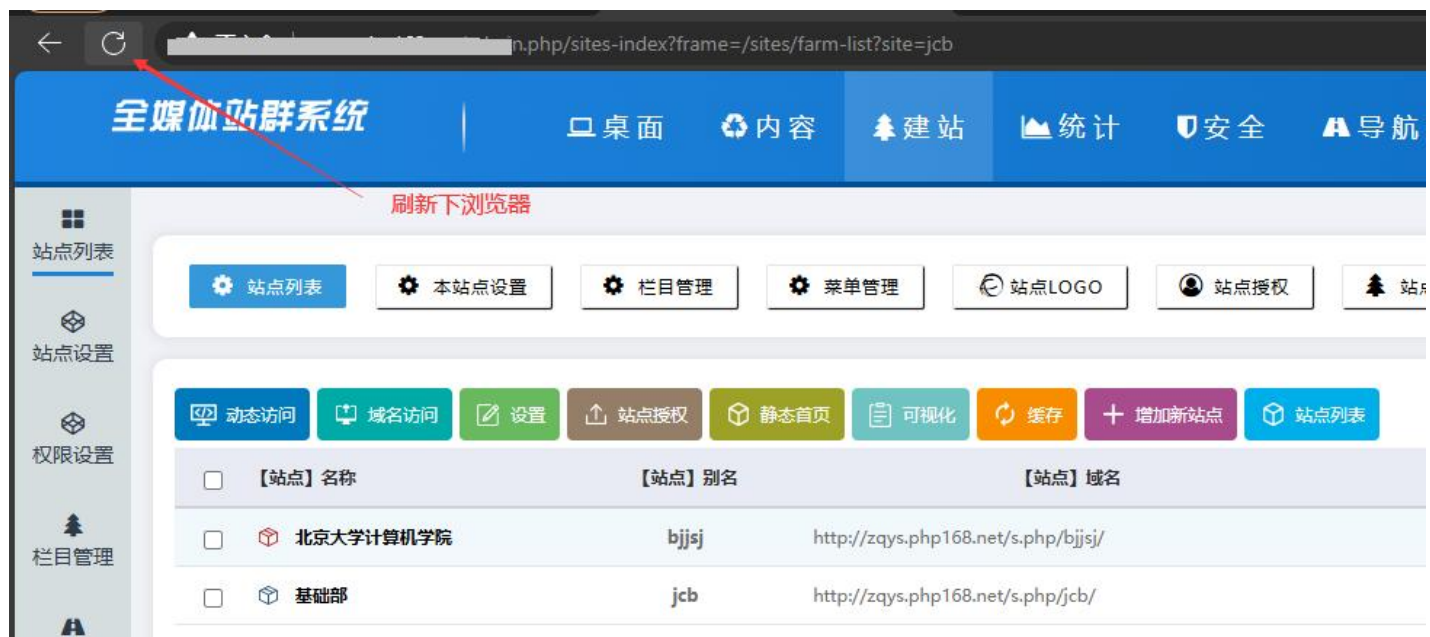 n.php/sites-index?frame=/sites/farm-list?site=jcb
全媒体站群系统
桌面 内容 建站 统计 安全 导航
刷新下浏览器
站点列表
站点设置
权限设置
栏目管理
站点列表 本站点设置 栏目管理 菜单管理 站点LOGO 站点授权 站点
动态访问 域名访问 设置 站点授权 静态首页 可视化 缓存 增加新站点 站点列表
【站点】名称 【站点】别名 【站点】域名
北京大学计算机学院 bjjsj http://zqys.php168.net/s.php/bjjsj/
基础部 jcb http://zqys.php168.net/s.php/jcb/